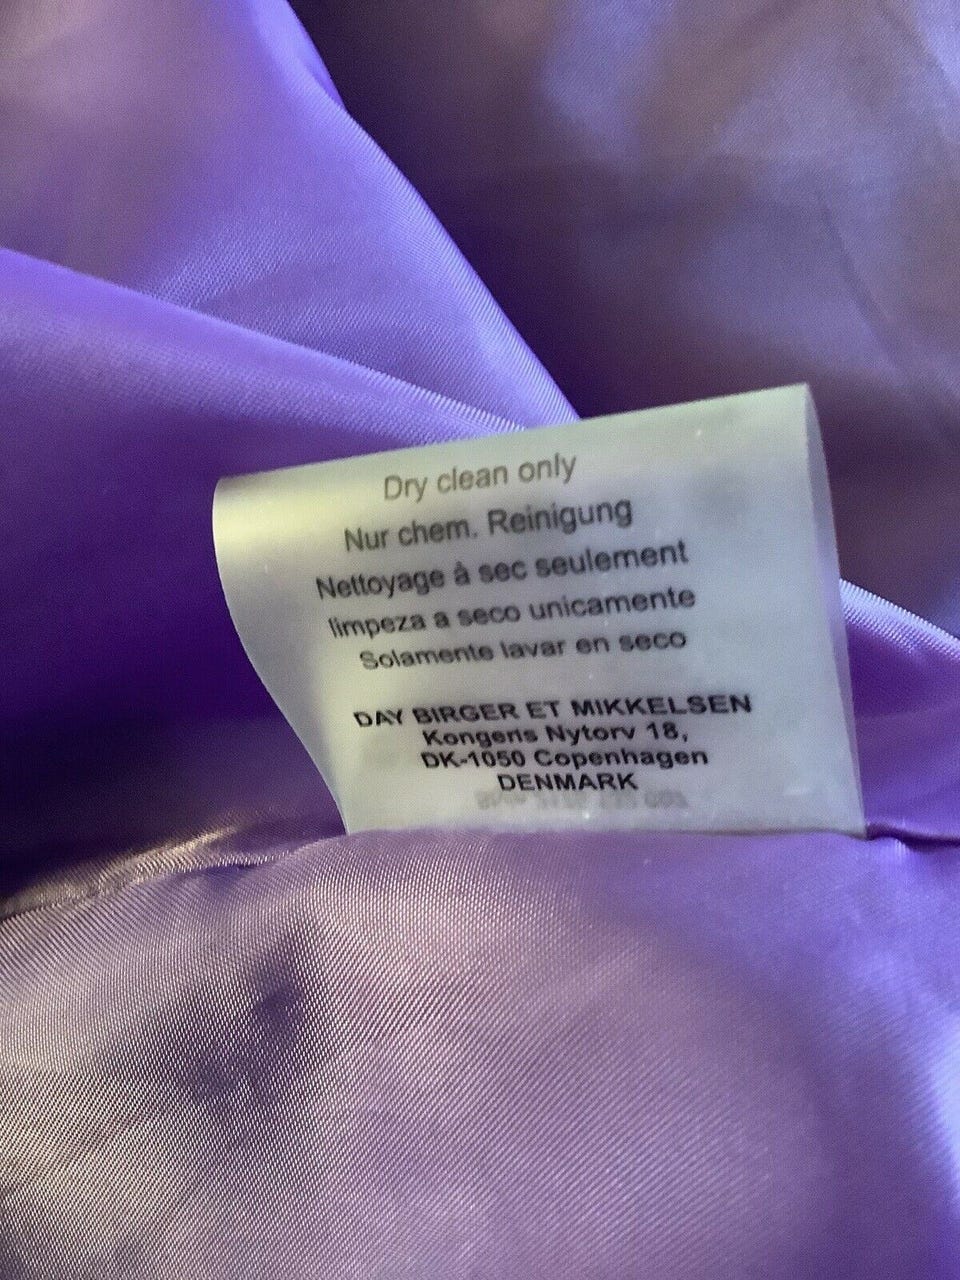 Dry clean only
Nur chem. Reinigung
Nettoyage à sec seulement
limpeza a seco unicamente
Solamente lavar en seco
DAY BIRGER ET MIKKELSEN
Kongens Nytorv 18,
DK-1050 Copenhagen
DENMARK